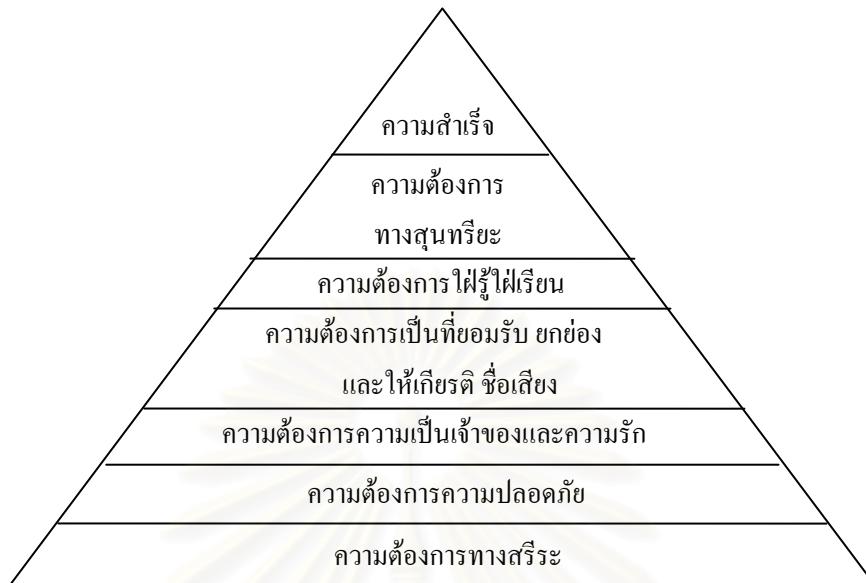 ความสำเร็จ
ความต้องการ
ทางสุนทรียะ
ความต้องการใฝ่รู้ใฝ่เรียน
ความต้องการเป็นที่ยอมรับ ยกย่อง
และให้เกียรติ ชื่อเสียง
ความต้องการความเป็นเจ้าของและความรัก
ความต้องการความปลอดภัย
ความต้องการทางสรีระ